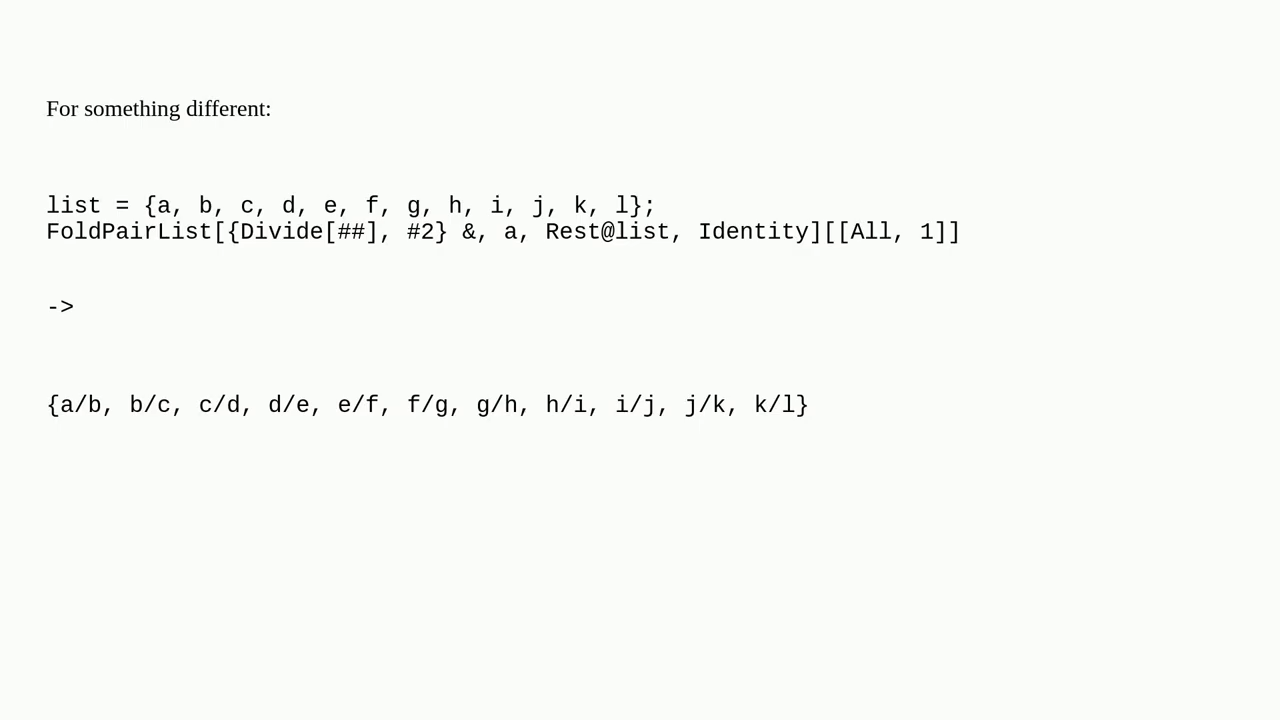 For something different:
list = {a, b, c, d, e, f, g, h, i, j, k, l};
FoldPairList[{Divide[##], #2} &, a, Rest@list, Identity][[All, 1]]
->
{a/b, b/c, c/d, d/e, e/f, f/g, g/h, h/i, i/j, j/k, k/l}